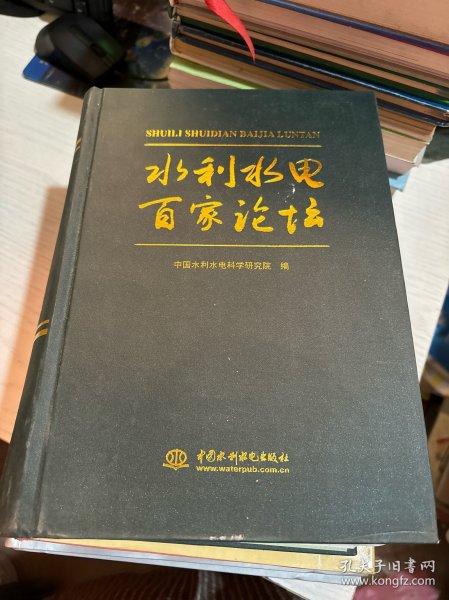 SHUILI SHUIDIAN BAIJIA LUNTAN
水利水电
百家论坛
中国水利水电科学研究院 编
中国水利水电出版社
www.waterpub.com.cn
孔夫子旧书网
www.kongfz.com